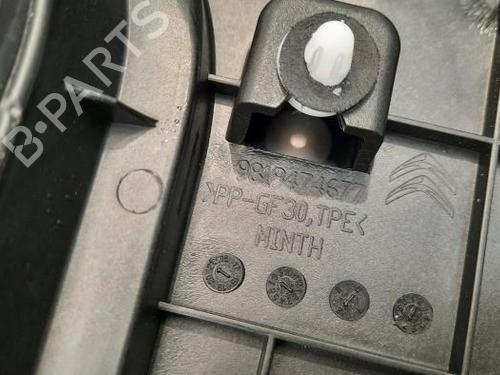 B-PARTS
9819474677
>PP-GF30,TPE<
MINTH